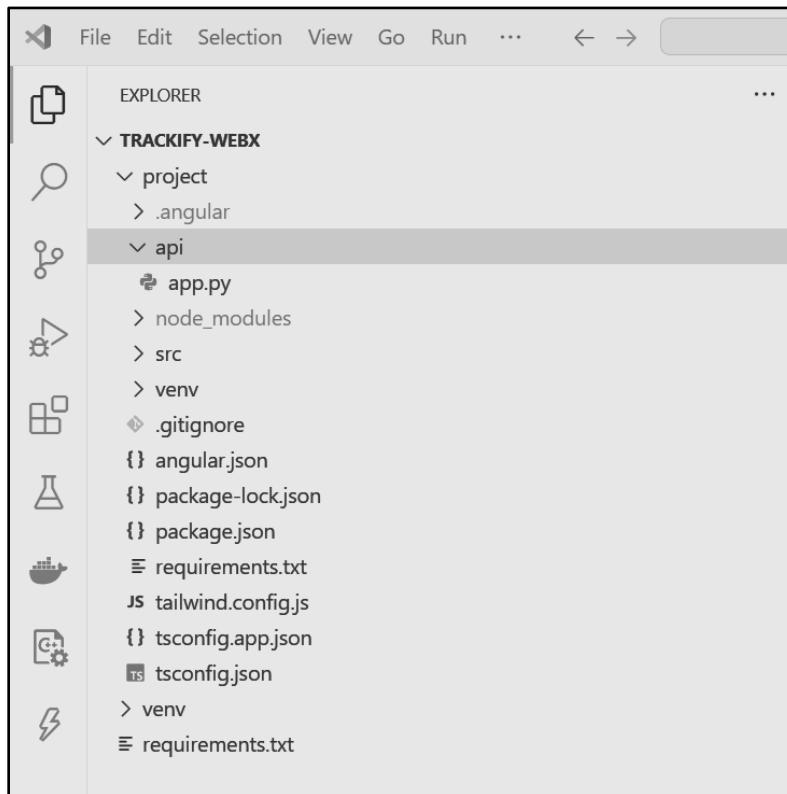 File Edit Selection View Go Run ...
EXPLORER ...
TRACKIFY-WEBX
project
.angular
api
app.py
node_modules
src
venv
.gitignore
{} angular.json
{} package-lock.json
{} package.json
requirements.txt
JS tailwind.config.js
{} tsconfig.app.json
TS tsconfig.json
venv
requirements.txt
C++